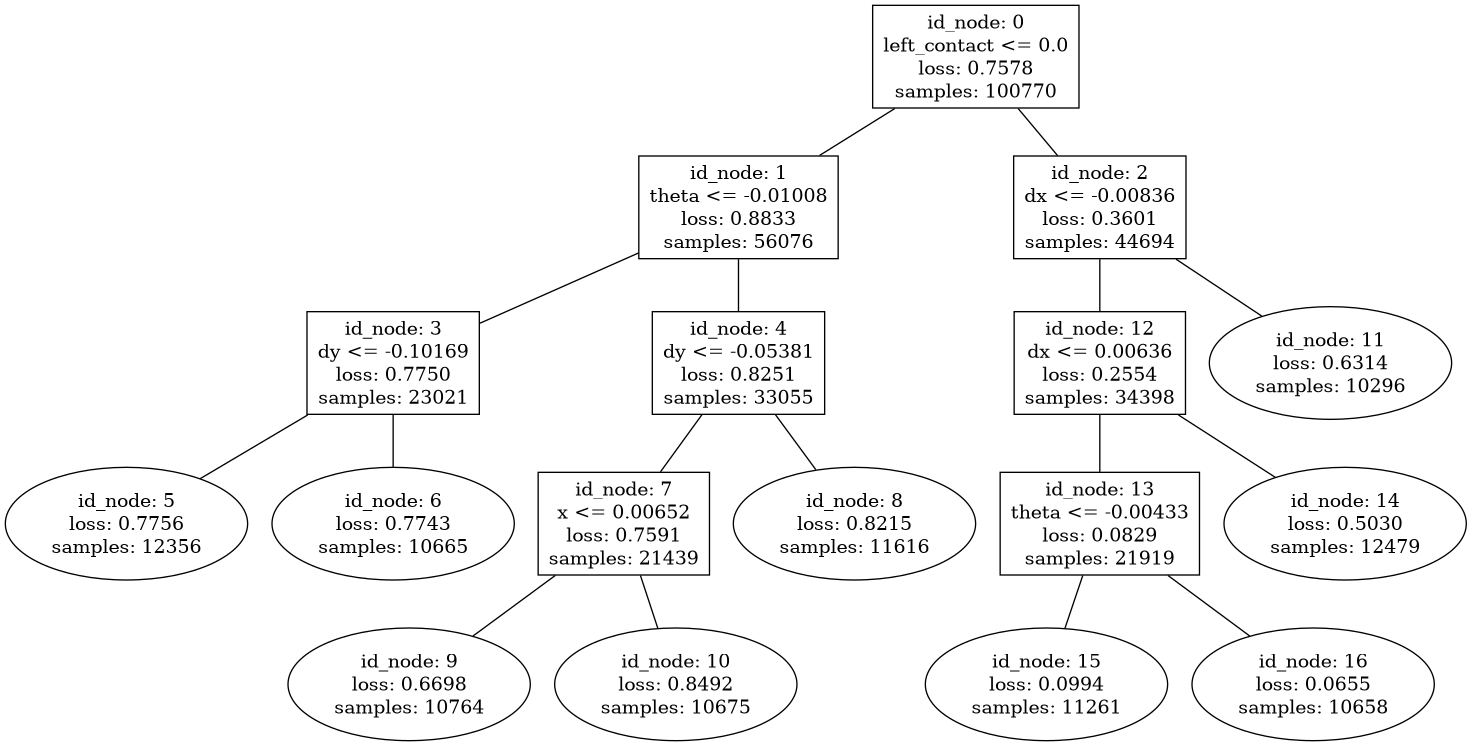 id_node: 0
left_contact <= 0.0
loss: 0.7578
samples: 100770
id_node: 1
theta <= -0.01008
loss: 0.8833
samples: 56076
id_node: 2
dx <= -0.00836
loss: 0.3601
samples: 44694
id_node: 3
dy <= -0.10169
loss: 0.7750
samples: 23021
id_node: 4
dy <= -0.05381
loss: 0.8251
samples: 33055
id_node: 12
dx <= 0.00636
loss: 0.2554
samples: 34398
id_node: 11
loss: 0.6314
samples: 10296
id_node: 5
loss: 0.7756
samples: 12356
id_node: 6
loss: 0.7743
samples: 10665
id_node: 7
x <= 0.00652
loss: 0.7591
samples: 21439
id_node: 8
loss: 0.8215
samples: 11616
id_node: 13
theta <= -0.00433
loss: 0.0829
samples: 21919
id_node: 14
loss: 0.5030
samples: 12479
id_node: 9
loss: 0.6698
samples: 10764
id_node: 10
loss: 0.8492
samples: 10675
id_node: 15
loss: 0.0994
samples: 11261
id_node: 16
loss: 0.0655
samples: 10658